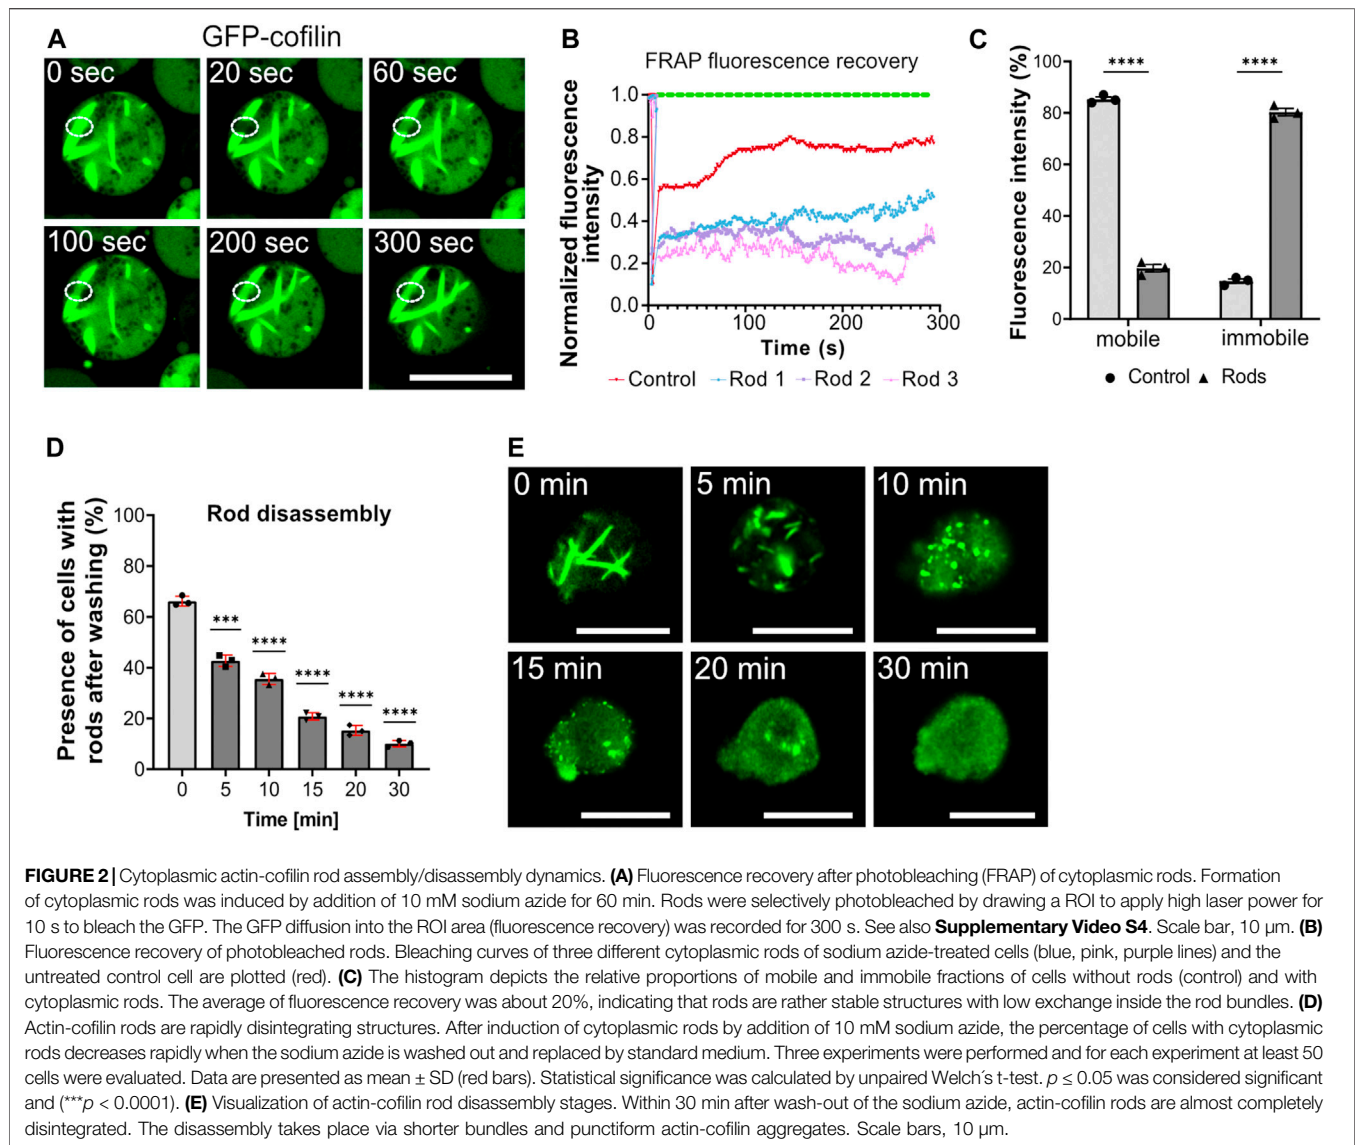 A
GFP-cofilin
0 sec
20 sec
60 sec
100 sec
200 sec
300 sec
B
FRAP fluorescence recovery
Normalized fluorescence
intensity
1.0
0.8
0.6
0.4
0.2
0.0
0
100
200
300
Time (s)
Control
Rod 1
Rod 2
Rod 3
C
Fluorescence intensity (%)
100
80
60
40
20
0
****
****
mobile
immobile
Control
Rods
D
Rod disassembly
Presence of cells with
rods after washing (%)
100
80
60
40
20
0
***
****
****
****
****
0
5
10
15
20
30
Time [min]
E
0 min
5 min
10 min
15 min
20 min
30 min
FIGURE 2 | Cytoplasmic actin-cofilin rod assembly/disassembly dynamics. (A) Fluorescence recovery after photobleaching (FRAP) of cytoplasmic rods. Formation
of cytoplasmic rods was induced by addition of 10 mM sodium azide for 60 min. Rods were selectively photobleached by drawing a ROI to apply high laser power for
10 s to bleach the GFP. The GFP diffusion into the ROI area (fluorescence recovery) was recorded for 300 s. See also Supplementary Video S4. Scale bar, 10 µm. (B)
Fluorescence recovery of photobleached rods. Bleaching curves of three different cytoplasmic rods of sodium azide-treated cells (blue, pink, purple lines) and the
untreated control cell are plotted (red). (C) The histogram depicts the relative proportions of mobile and immobile fractions of cells without rods (control) and with
cytoplasmic rods. The average of fluorescence recovery was about 20%, indicating that rods are rather stable structures with low exchange inside the rod bundles. (D)
Actin-cofilin rods are rapidly disintegrating structures. After induction of cytoplasmic rods by addition of 10 mM sodium azide, the percentage of cells with cytoplasmic
rods decreases rapidly when the sodium azide is washed out and replaced by standard medium. Three experiments were performed and for each experiment at least 50
cells were evaluated. Data are presented as mean ± SD (red bars). Statistical significance was calculated by unpaired Welch´s t-test. p ≤ 0.05 was considered significant
and (***p < 0.0001). (E) Visualization of actin-cofilin rod disassembly stages. Within 30 min after wash-out of the sodium azide, actin-cofilin rods are almost completely
disintegrated. The disassembly takes place via shorter bundles and punctiform actin-cofilin aggregates. Scale bars, 10 µm.